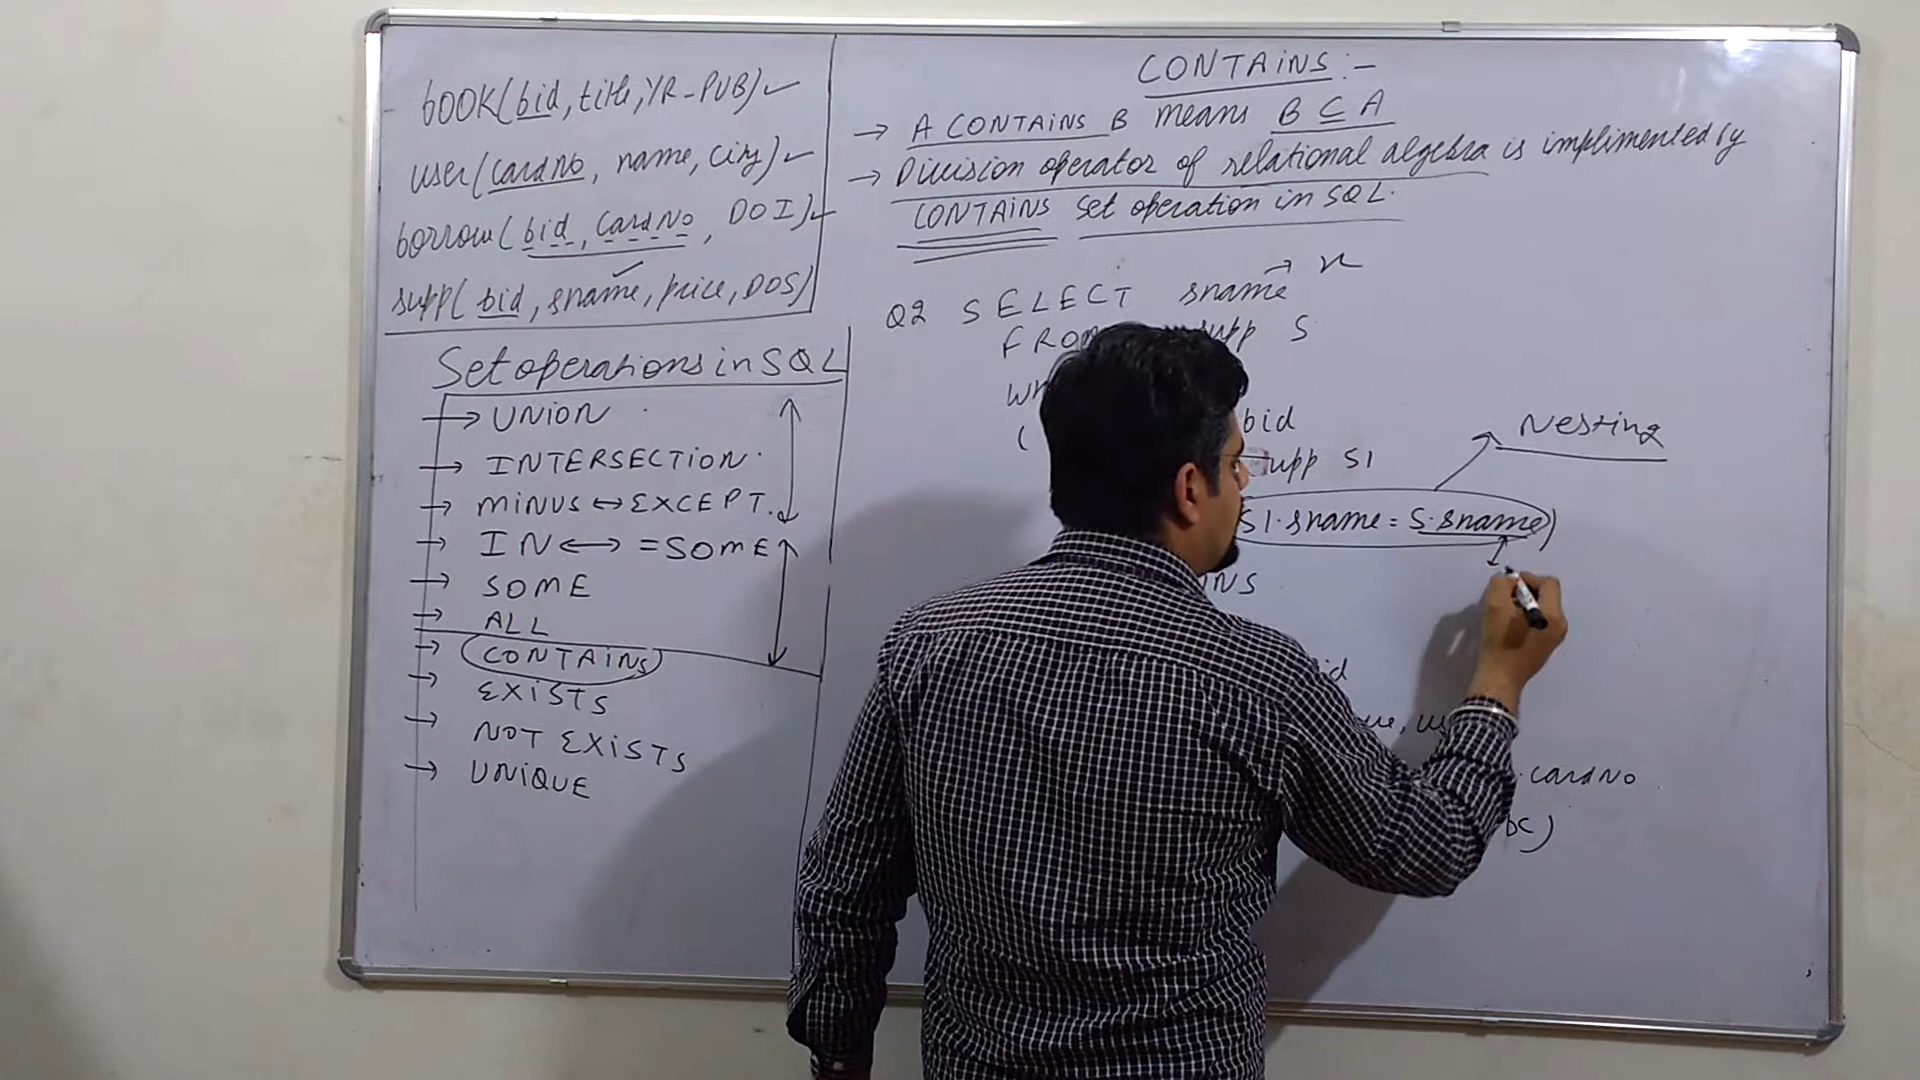 book(bid, title, YR-PUB)
user(cardno, name, city)
borrow(bid, cardNo, DOI)
supp(bid, sname, price, DOS)
Set operations in SQL
→ UNION
→ INTERSECTION
→ MINUS ↔ EXCEPT
→ IN ↔ = SOME
→ SOME
→ ALL
→ CONTAINS
→ EXISTS
→ NOT EXISTS
→ UNIQUE
CONTAINS :-
→ A CONTAINS B means B ⊆ A
→ Division operator of relational algebra is implimented by
CONTAINS set operation in SQL.
Q2 SELECT sname → x
FROM supp S
(
bid
supp S1
S1.sname = S.sname)
Nesting
. cardNo